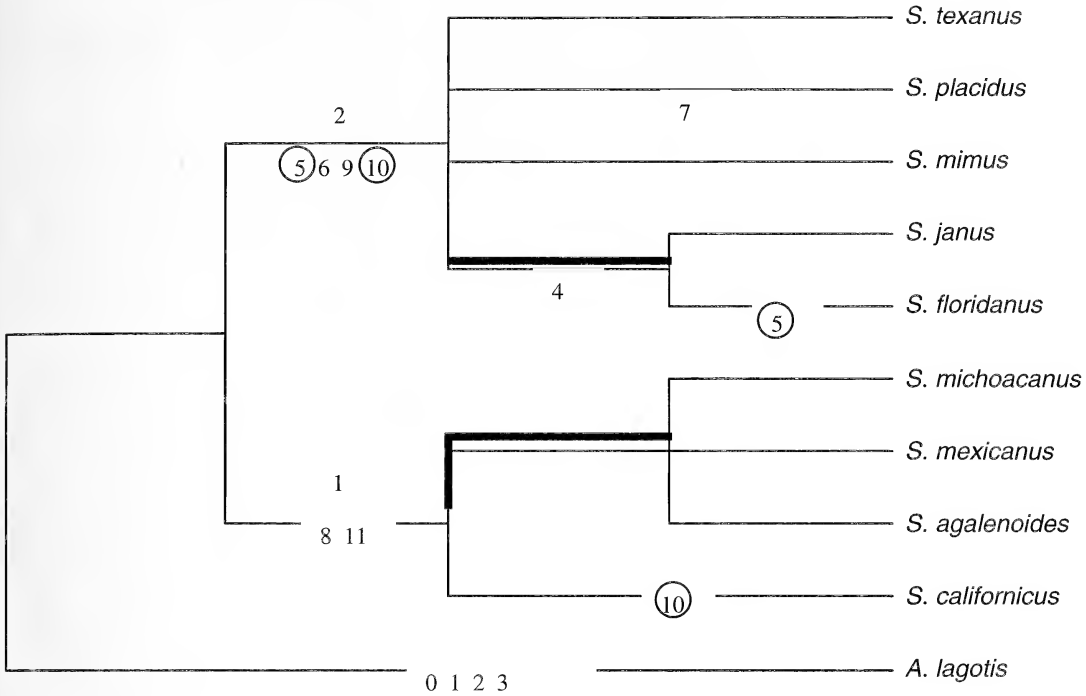 S. texanus
S. placidus
7
2
5 6 9 10
S. mimus
S. janus
4
S. floridanus
5
S. michoacanus
S. mexicanus
1
8 11
S. agalenoides
S. californicus
10
A. lagotis
0 1 2 3